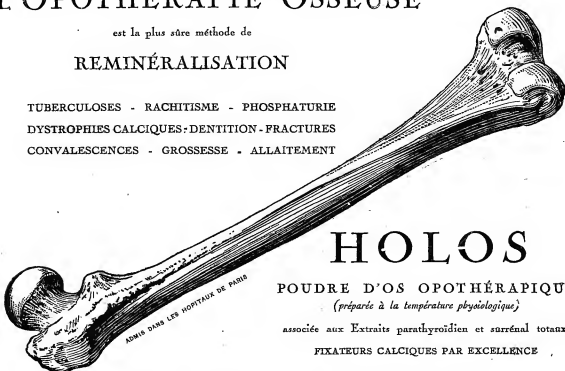 L'OPOTHÉRAPIE OSSEUSE
est la plus sûre méthode de
REMINÉRALISATION
TUBERCULOSES - RACHITISME - PHOSPHATURIE
DYSTROPHIES CALCIQUES - DENTITION - FRACTURES
CONVALESCENCES - GROSSESSE - ALLAITEMENT
HOLOS
POUDRE D'OS OPOTHÉRAPIQU
(préparée à la température physiologique)
ADMIS DANS LES HOPITAUX DE PARIS
associée aux Extraits parathyroïdien et surrénal totaux
FIXATEURS CALCIQUES PAR EXCELLENCE